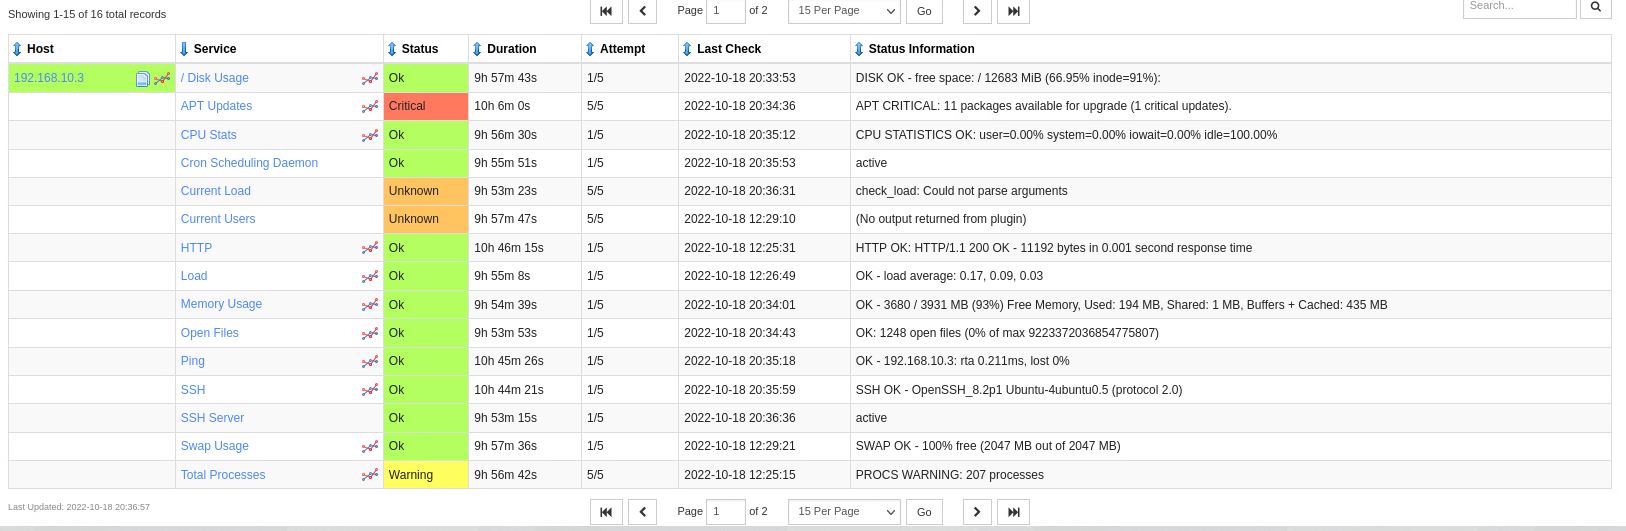 Showing 1-15 of 16 total records Page 1 of 2 15 Per Page Go Search...
Host Service Status Duration Attempt Last Check Status Information
192.168.10.3 / Disk Usage Ok 9h 57m 43s 1/5 2022-10-18 20:33:53 DISK OK - free space: / 12683 MiB (66.95% inode=91%):
APT Updates Critical 10h 6m 0s 5/5 2022-10-18 20:34:36 APT CRITICAL: 11 packages available for upgrade (1 critical updates).
CPU Stats Ok 9h 56m 30s 1/5 2022-10-18 20:35:12 CPU STATISTICS OK: user=0.00% system=0.00% iowait=0.00% idle=100.00%
Cron Scheduling Daemon Ok 9h 55m 51s 1/5 2022-10-18 20:35:53 active
Current Load Unknown 9h 53m 23s 5/5 2022-10-18 20:36:31 check_load: Could not parse arguments
Current Users Unknown 9h 57m 47s 5/5 2022-10-18 12:29:10 (No output returned from plugin)
HTTP Ok 10h 46m 15s 1/5 2022-10-18 12:25:31 HTTP OK: HTTP/1.1 200 OK - 11192 bytes in 0.001 second response time
Load Ok 9h 55m 8s 1/5 2022-10-18 12:26:49 OK - load average: 0.17, 0.09, 0.03
Memory Usage Ok 9h 54m 39s 1/5 2022-10-18 20:34:01 OK - 3680 / 3931 MB (93%) Free Memory, Used: 194 MB, Shared: 1 MB, Buffers + Cached: 435 MB
Open Files Ok 9h 53m 53s 1/5 2022-10-18 20:34:43 OK: 1248 open files (0% of max 9223372036854775807)
Ping Ok 10h 45m 26s 1/5 2022-10-18 20:35:18 OK - 192.168.10.3: rta 0.211ms, lost 0%
SSH Ok 10h 44m 21s 1/5 2022-10-18 20:35:59 SSH OK - OpenSSH_8.2p1 Ubuntu-4ubuntu0.5 (protocol 2.0)
SSH Server Ok 9h 53m 15s 1/5 2022-10-18 20:36:36 active
Swap Usage Ok 9h 57m 36s 1/5 2022-10-18 12:29:21 SWAP OK - 100% free (2047 MB out of 2047 MB)
Total Processes Warning 9h 56m 42s 5/5 2022-10-18 12:25:15 PROCS WARNING: 207 processes
Last Updated: 2022-10-18 20:36:57 Page 1 of 2 15 Per Page Go